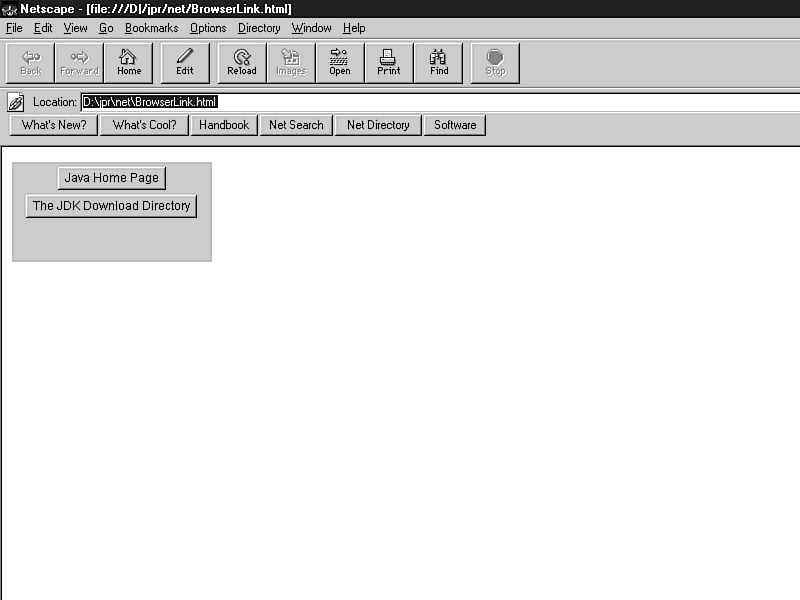 Netscape - [file:///D|/jpr/net/BrowserLink.html]
File Edit View Go Bookmarks Options Directory Window Help
Back Forward Home Edit Reload Images Open Print Find Stop
Location: D:\jpr\net\BrowserLink.html
What's New? What's Cool? Handbook Net Search Net Directory Software
Java Home Page
The JDK Download Directory